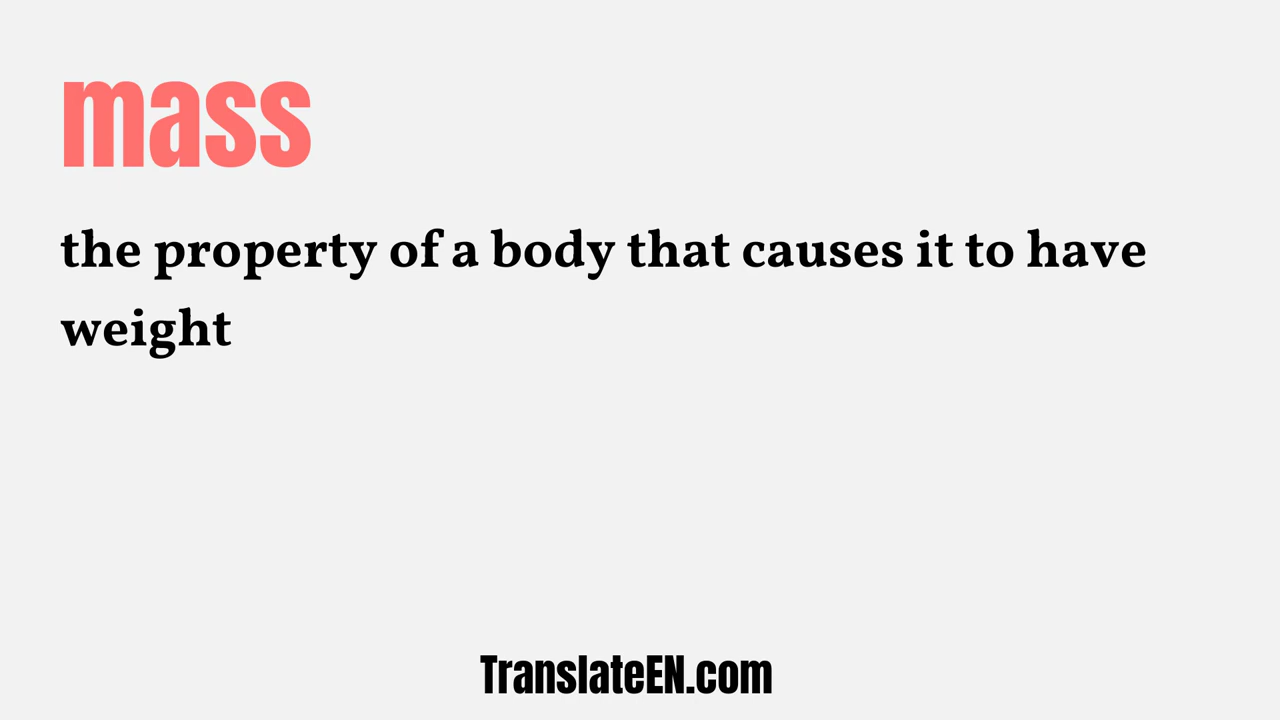 mass
the property of a body that causes it to have
weight
TranslateEN.com